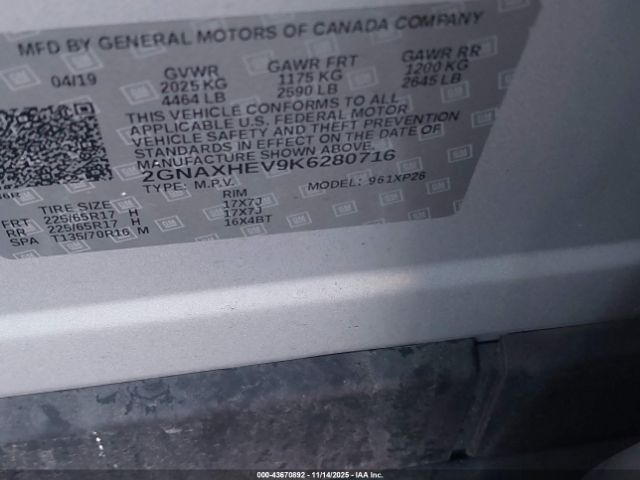 MFD BY GENERAL MOTORS OF CANADA COMPANY
04/19 GVWR GAWR FRT GAWR RR
2025 KG 1175 KG 1200 KG
4464 LB 2590 LB 2645 LB
THIS VEHICLE CONFORMS TO ALL
APPLICABLE U.S. FEDERAL MOTOR
VEHICLE SAFETY AND THEFT PREVENTION
STANDARDS IN EFFECT ON THE DATE OF
MANUFACTURE SHOWN ABOVE.
2GNAXHEV9K6280716
TYPE: M.P.V. MODEL: 961XP26
TIRE SIZE RIM
FRT 225/65R17 H 17X7J
RR 225/65R17 H 17X7J
SPA T135/70R16 M 16X4BT
GM
000-43670892 - 11/14/2025 - IAAI INC.